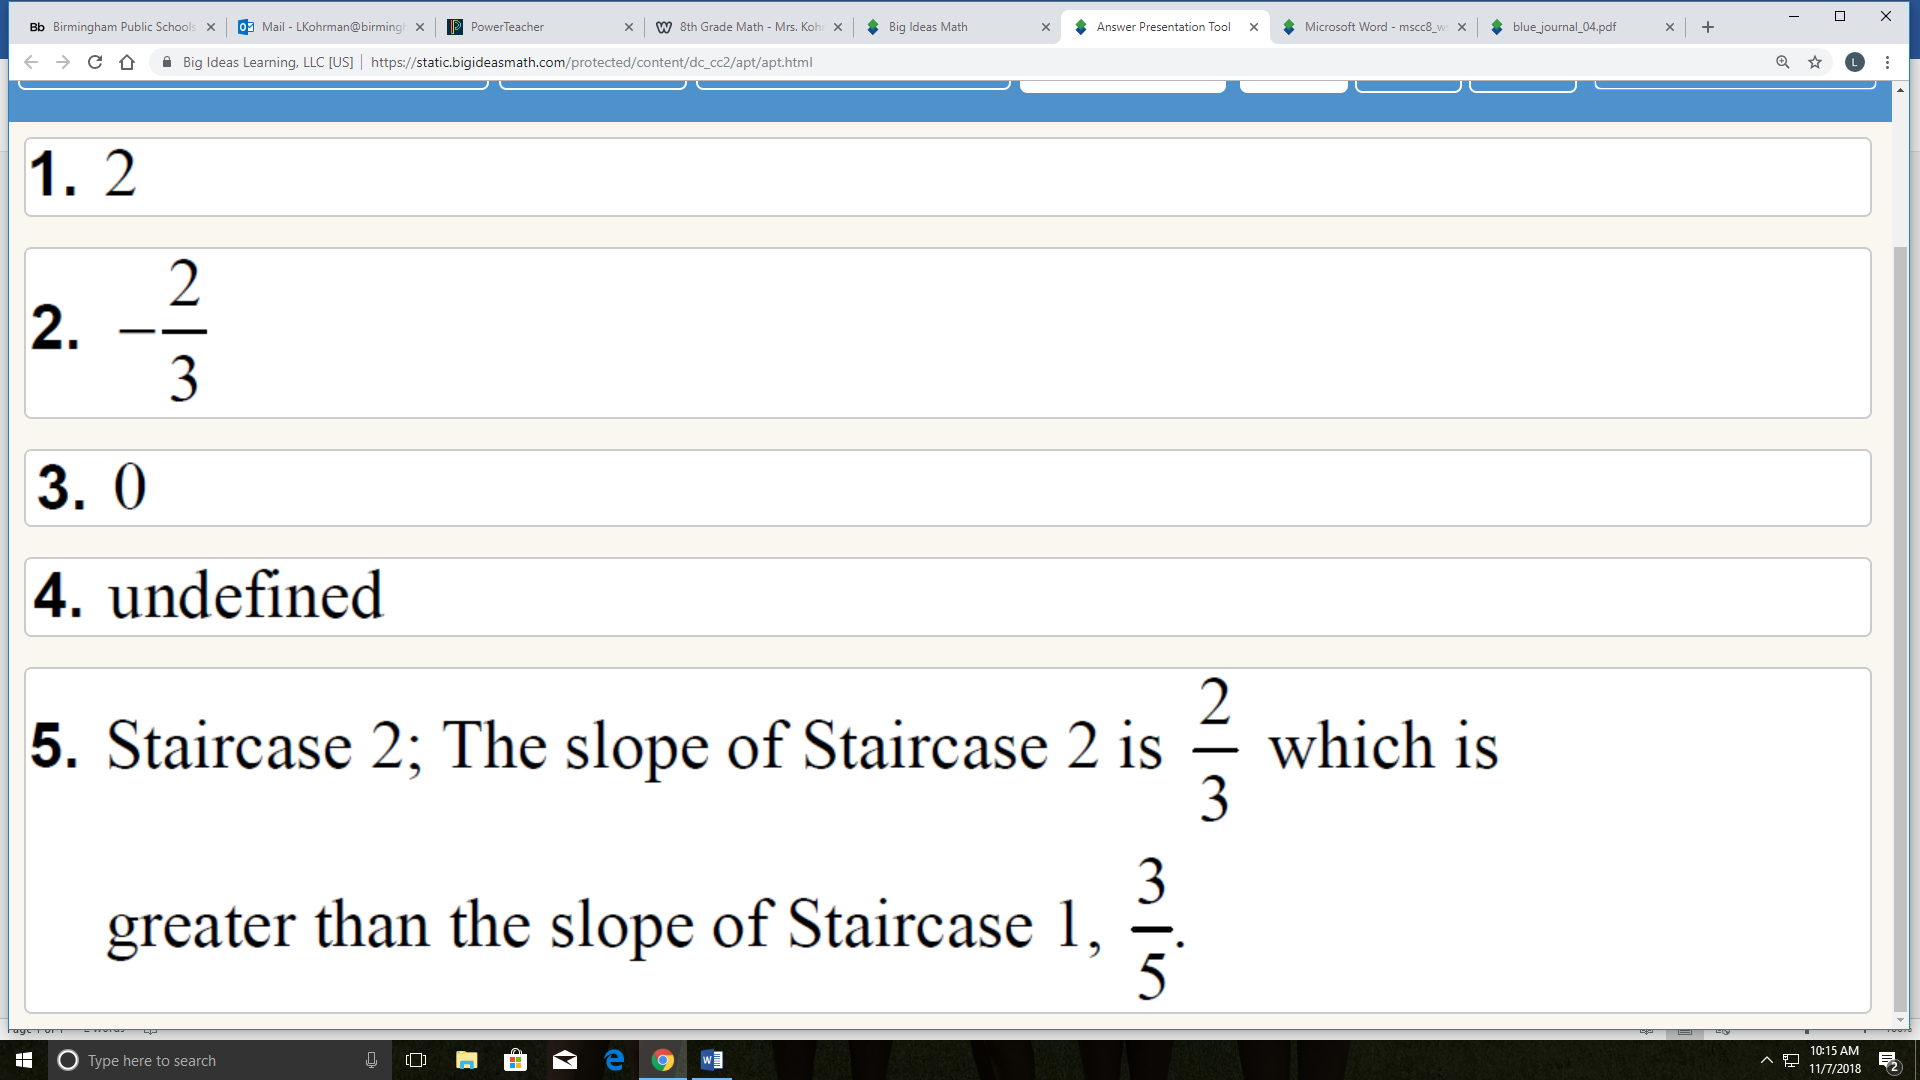 Bb Birmingham Public Schools
Mail - LKohrman@birming
PowerTeacher
8th Grade Math - Mrs. Koh
Big Ideas Math
Answer Presentation Tool
Microsoft Word - mscc8_w
blue_journal_04.pdf
Big Ideas Learning, LLC [US] https://static.bigideasmath.com/protected/content/dc_cc2/apt/apt.html
L
1. 2
2. −2/3
3. 0
4. undefined
5. Staircase 2; The slope of Staircase 2 is 2/3 which is
greater than the slope of Staircase 1, 3/5.
Type here to search
10:15 AM
11/7/2018
2